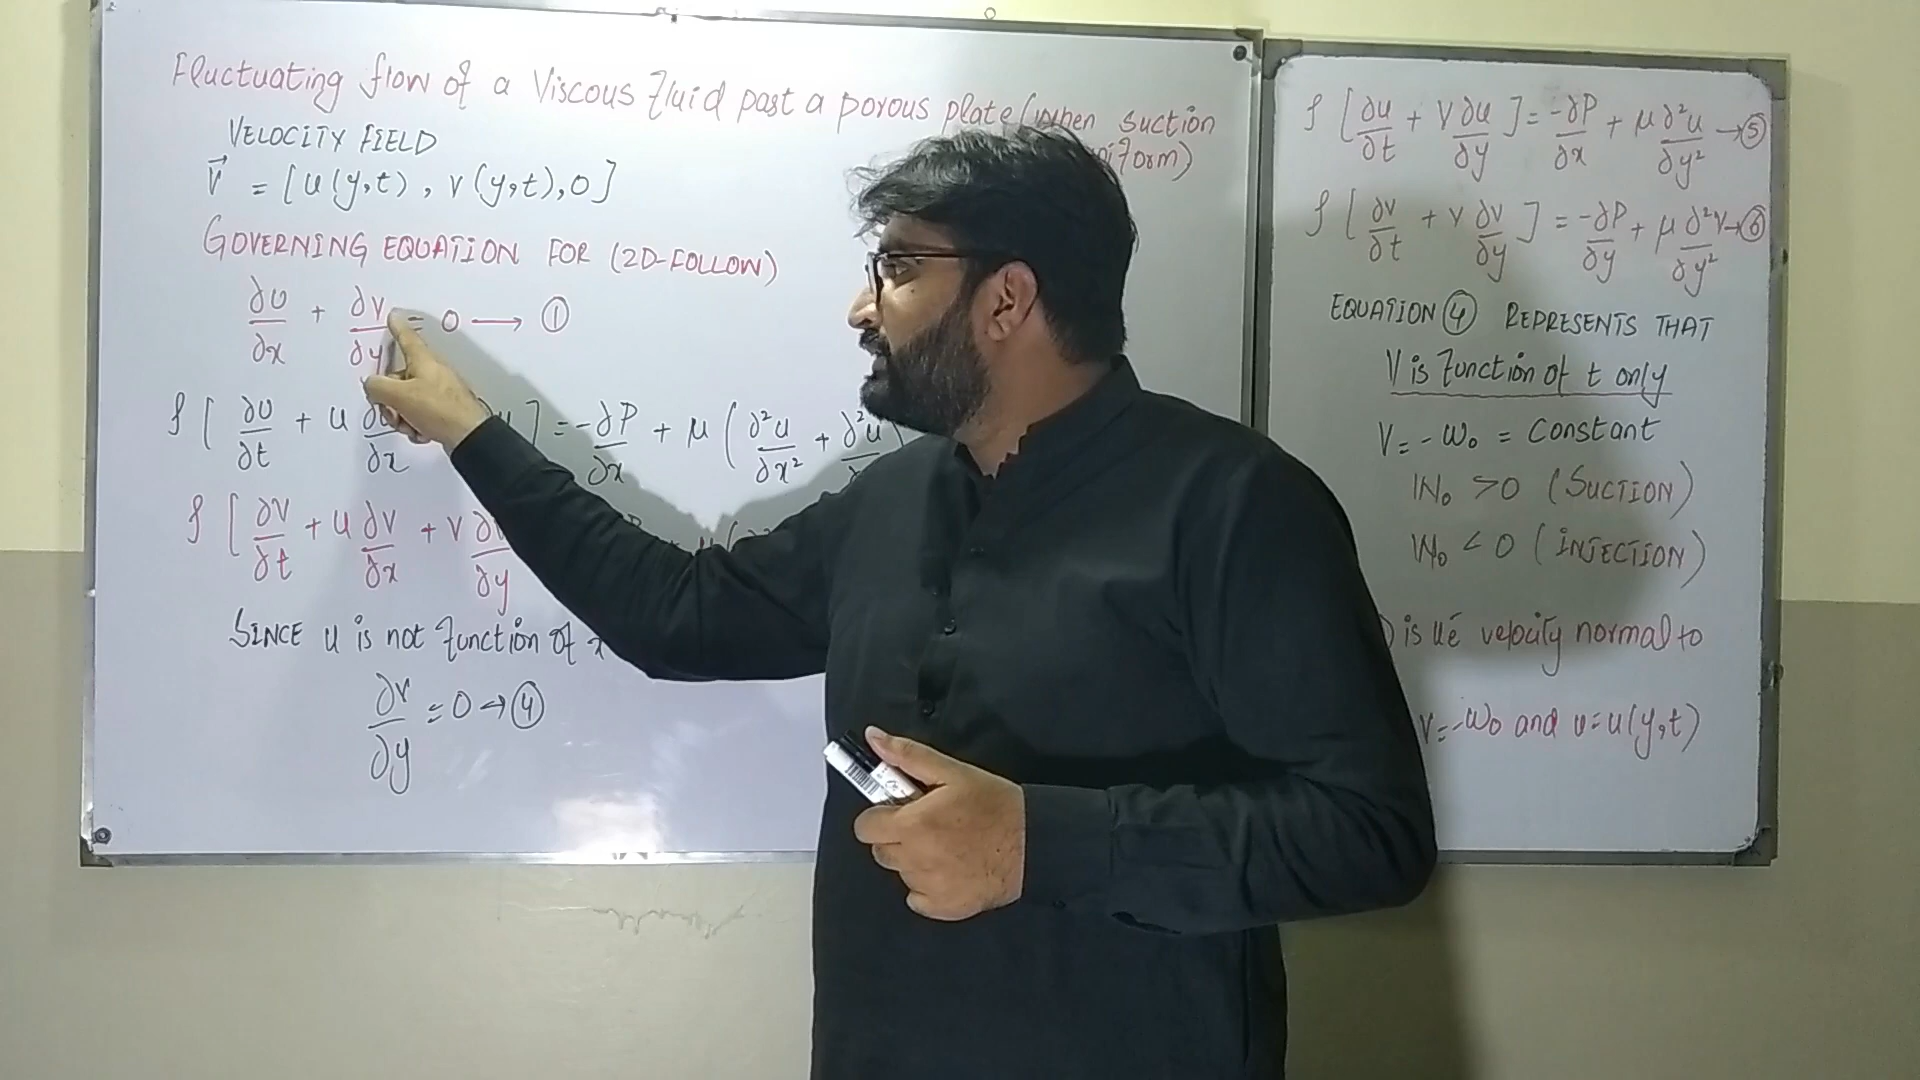 Fluctuating flow of a Viscous fluid past a porous plate (when suction
iform)
VELOCITY FIELD
V⃗ = [u(y,t), v(y,t), 0]
GOVERNING EQUATION FOR (2D-FOLLOW)
∂u/∂x + ∂v/∂y = 0 → ①
ρ [ ∂u/∂t + u ∂u/∂x ] = -∂P/∂x + μ ( ∂²u/∂x² + ∂²u
ρ [ ∂v/∂t + u ∂v/∂x + v ∂v/∂y
SINCE u is not function of x
∂v/∂y = 0 → ④
ρ [ ∂u/∂t + v ∂u/∂y ] = -∂P/∂x + μ ∂²u/∂y² → ⑤
ρ [ ∂v/∂t + v ∂v/∂y ] = -∂P/∂y + μ ∂²v/∂y² → ⑥
EQUATION ④ REPRESENTS THAT
V is function of t only
V = -W₀ = Constant
W₀ > 0 (SUCTION)
W₀ < 0 (INJECTION)
is the velocity normal to
v = -W₀ and u = u(y,t)